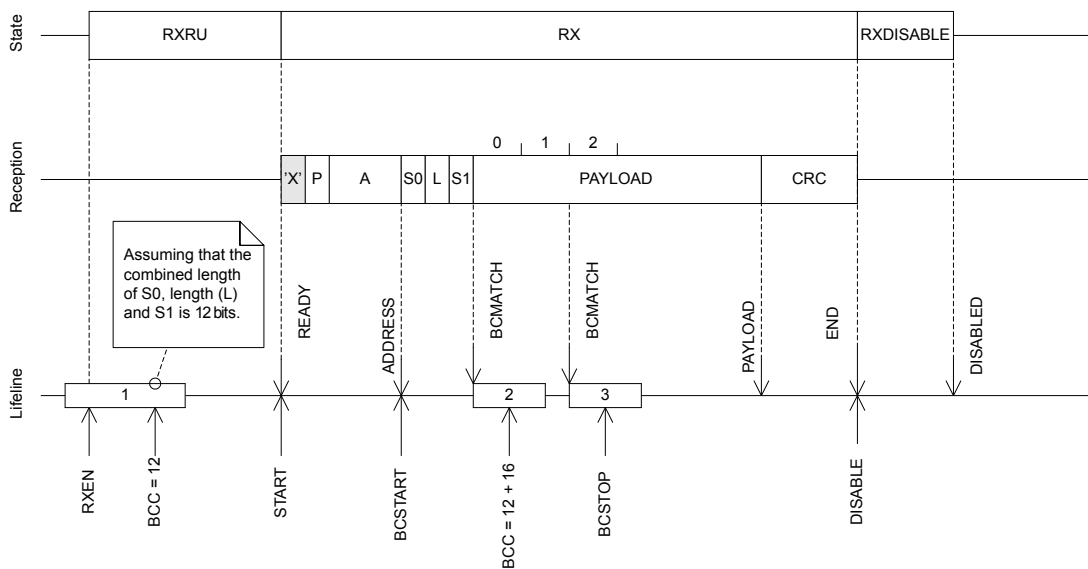 State
RXRU
RX
RXDISABLE
0
1
2
Reception
'X'
P
A
S0
L
S1
PAYLOAD
CRC
Assuming that the
combined length
of S0, length (L)
and S1 is 12 bits.
READY
ADDRESS
BCMATCH
BCMATCH
PAYLOAD
END
DISABLED
Lifeline
1
2
3
RXEN
BCC = 12
START
BCSTART
BCC = 12 + 16
BCSTOP
DISABLE